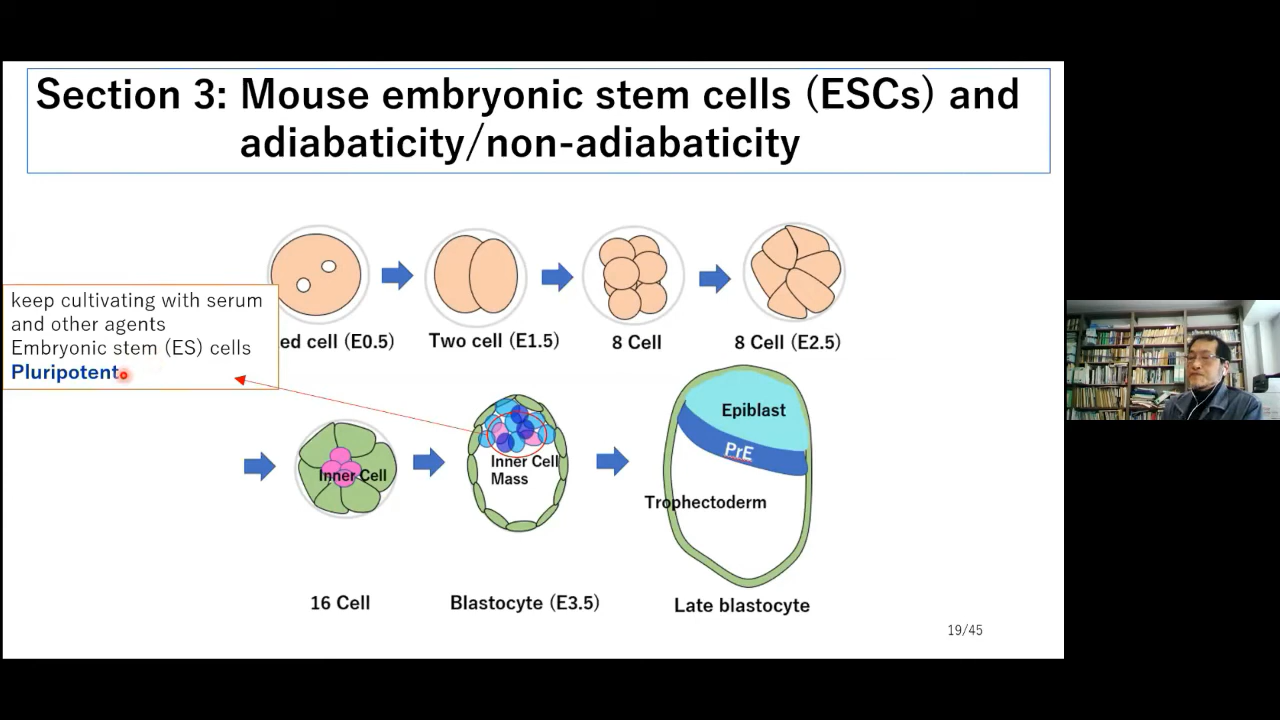 Section 3: Mouse embryonic stem cells (ESCs) and
adiabaticity/non-adiabaticity
keep cultivating with serum
and other agents
Embryonic stem (ES) cells
Pluripotent
ed cell (E0.5)
Two cell (E1.5)
8 Cell
8 Cell (E2.5)
Inner Cell
Inner Cell
Mass
Epiblast
PrE
Trophectoderm
16 Cell
Blastocyte (E3.5)
Late blastocyte
19/45